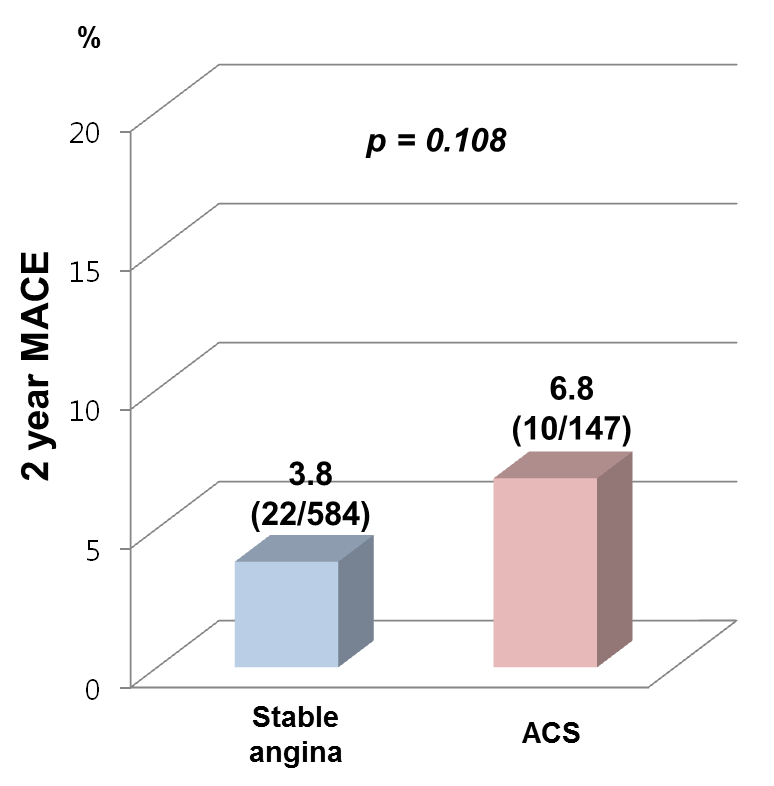 %
20
p = 0.108
15
2 year MACE
10
6.8
(10/147)
3.8
(22/584)
5
0
Stable
angina
ACS